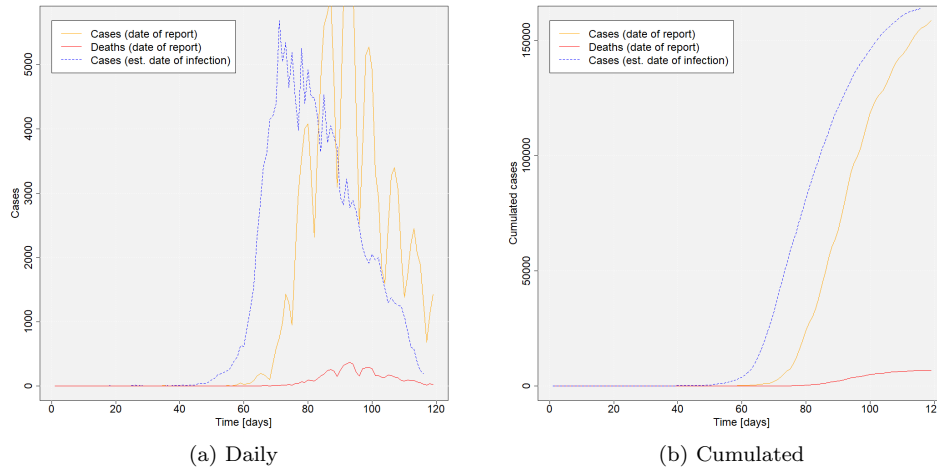 Cases (date of report)
Deaths (date of report)
Cases (est. date of infection)
Cases
0
1000
2000
3000
4000
5000
0
20
40
60
80
100
120
Time [days]
(a) Daily
Cases (date of report)
Deaths (date of report)
Cases (est. date of infection)
Cumulated cases
0
50000
100000
150000
0
20
40
60
80
100
120
Time [days]
(b) Cumulated